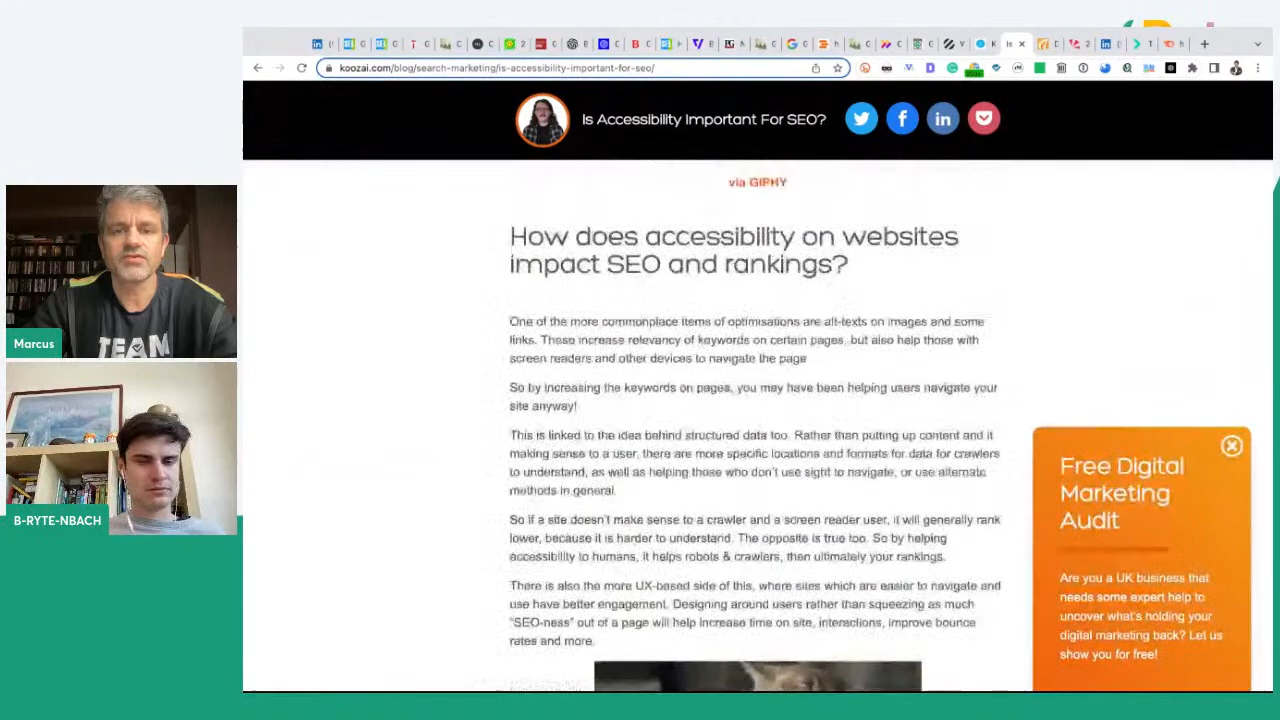 koozai.com/blog/search-marketing/is-accessibility-important-for-seo/
Is Accessibility Important For SEO?
via GIPHY
How does accessibility on websites
impact SEO and rankings?
One of the more commonplace items of optimisations are alt-texts on images and some
links. These increase relevancy of keywords on certain pages, but also help those with
screen readers and other devices to navigate the page
So by increasing the keywords on pages, you may have been helping users navigate your
site anyway!
This is linked to the idea behind structured data too. Rather than putting up content and it
making sense to a user, there are more specific locations and formats for data for crawlers
to understand, as well as helping those who don't use sight to navigate, or use alternate
methods in general.
So if a site doesn't make sense to a crawler and a screen reader user, it will generally rank
lower, because it is harder to understand. The opposite is true too. So by helping
accessibility to humans, it helps robots & crawlers, then ultimately your rankings.
There is also the more UX-based side of this, where sites which are easier to navigate and
use have better engagement. Designing around users rather than squeezing as much
"SEO-ness" out of a page will help increase time on site, interactions, improve bounce
rates and more.
Free Digital
Marketing
Audit
Are you a UK business that
needs some expert help to
uncover what's holding your
digital marketing back? Let us
show you for free!
TEAM
Marcus
B-RYTE-NBACH